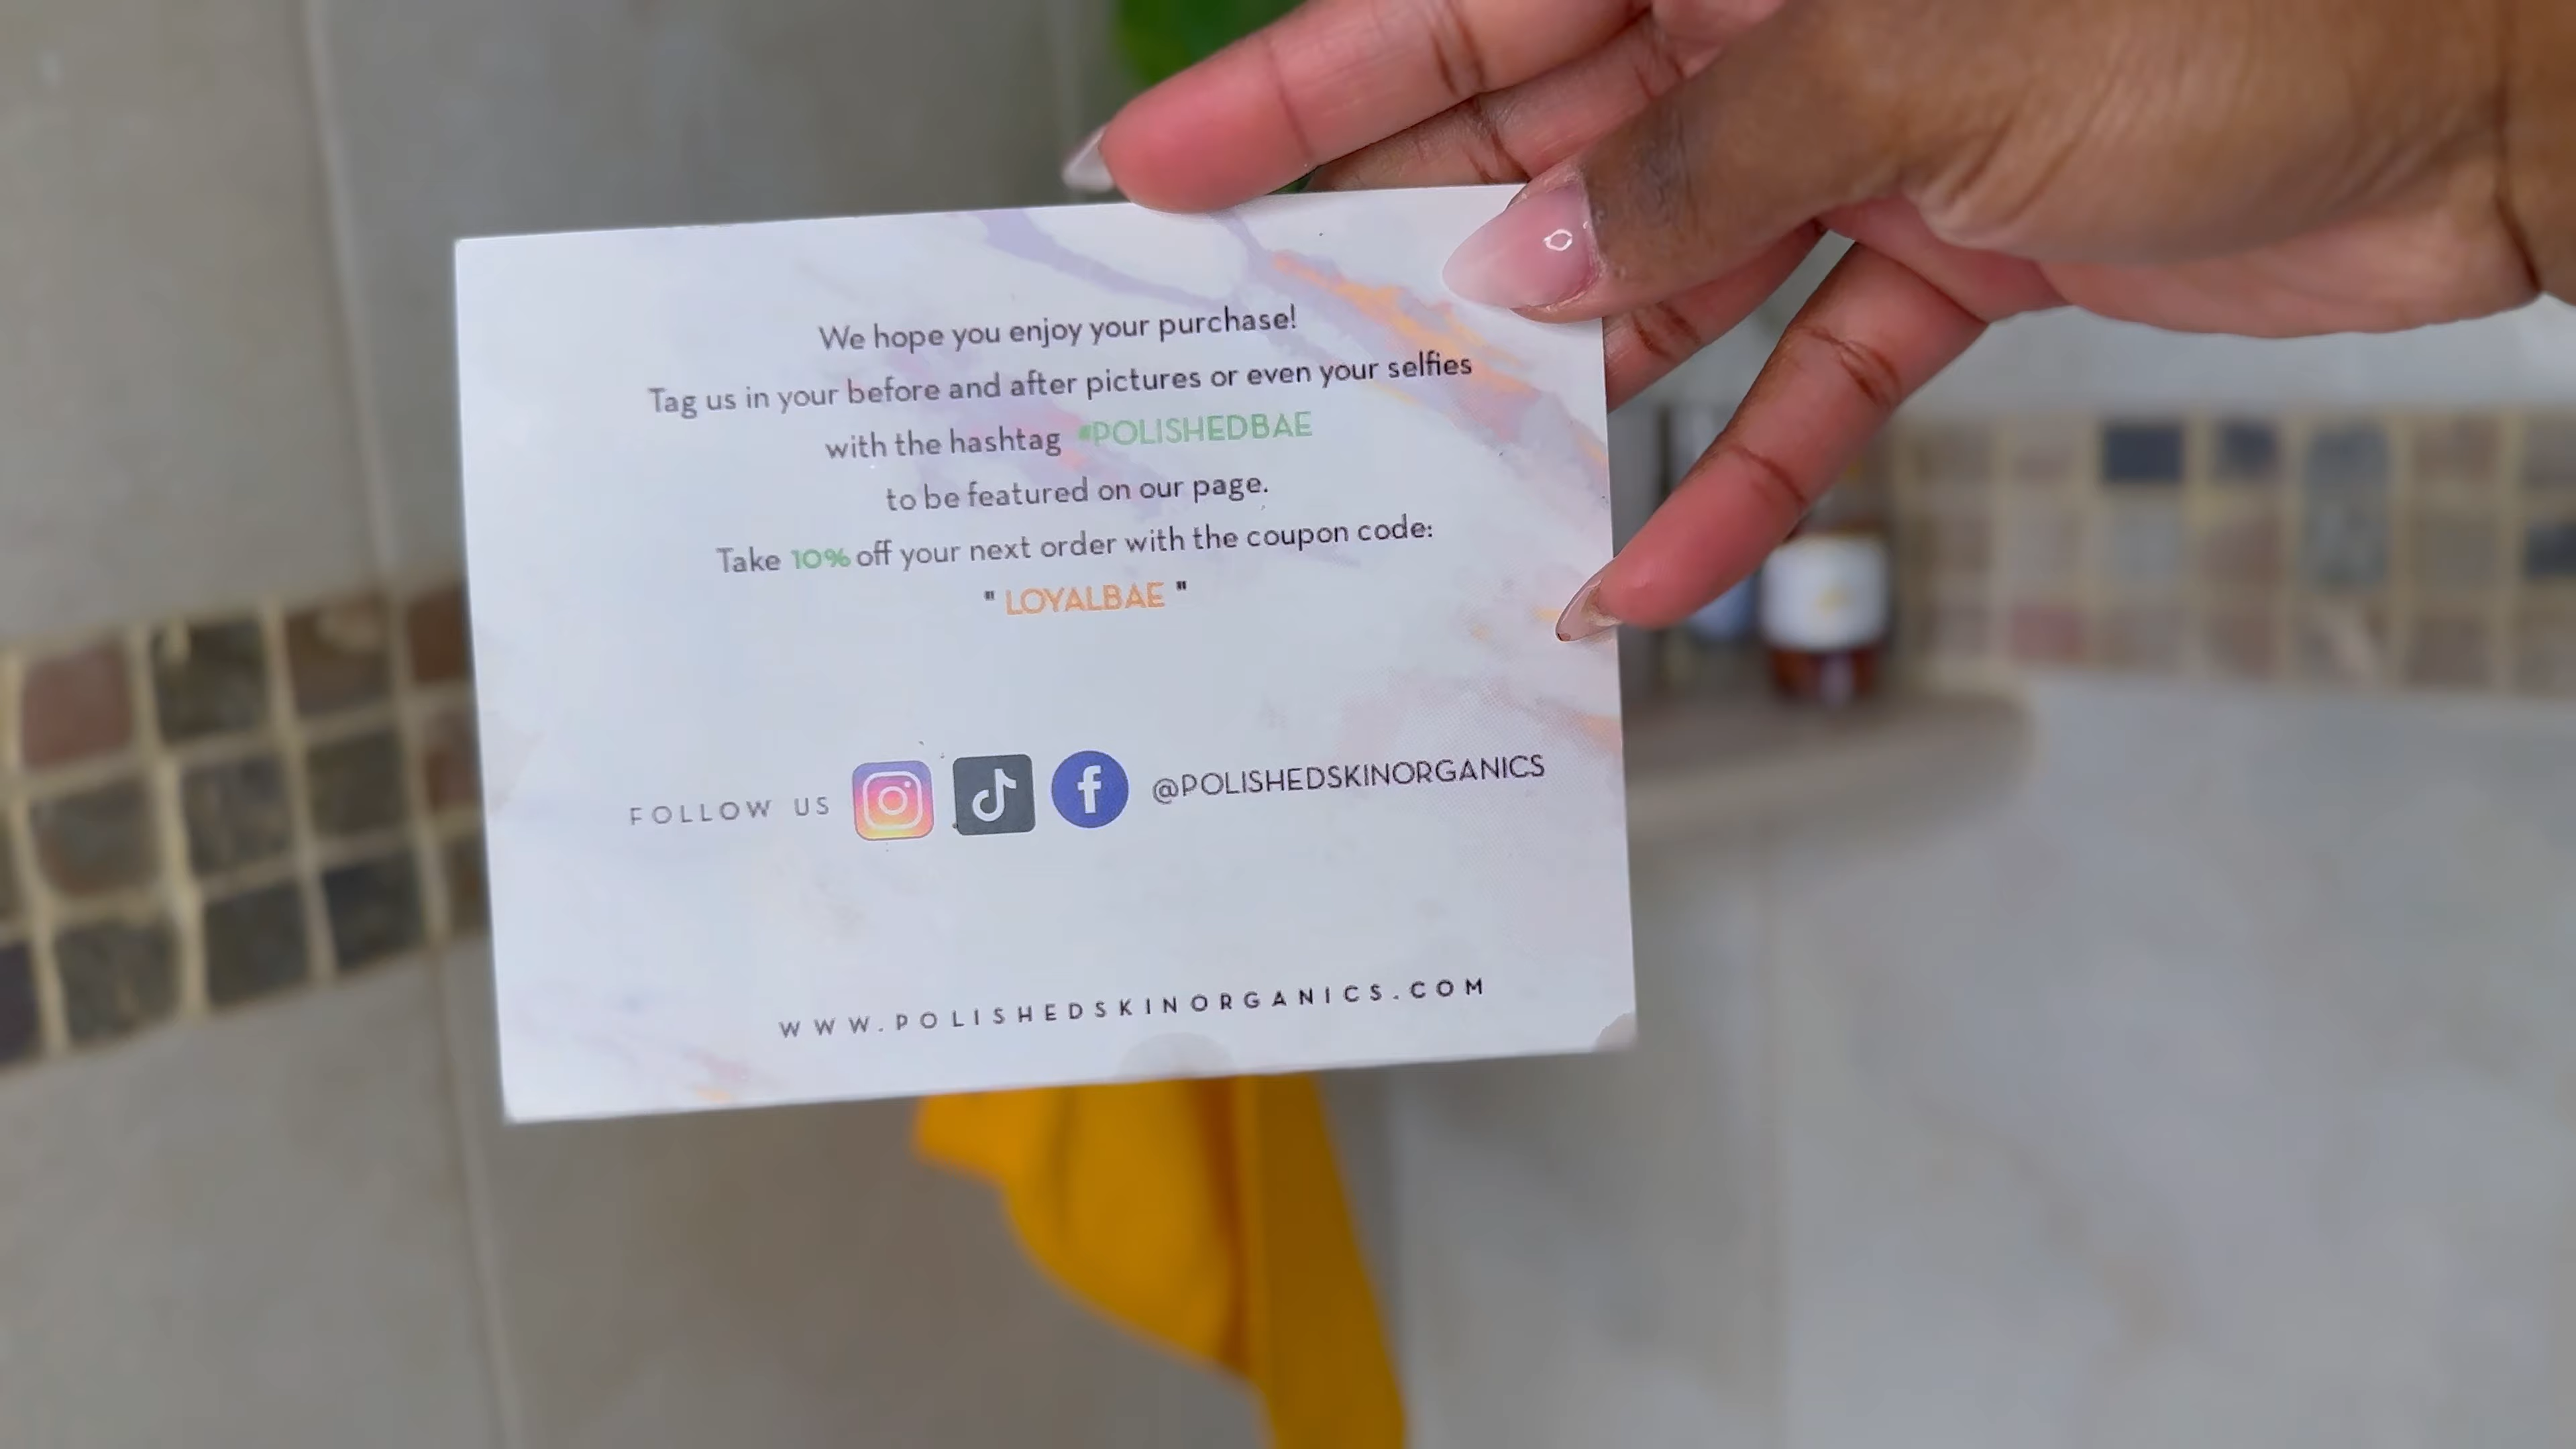 We hope you enjoy your purchase!
Tag us in your before and after pictures or even your selfies
with the hashtag #POLISHEDBAE
to be featured on our page.
Take 10% off your next order with the coupon code:
" LOYALBAE "
FOLLOW US @POLISHEDSKINORGANICS
WWW.POLISHEDSKINORGANICS.COM